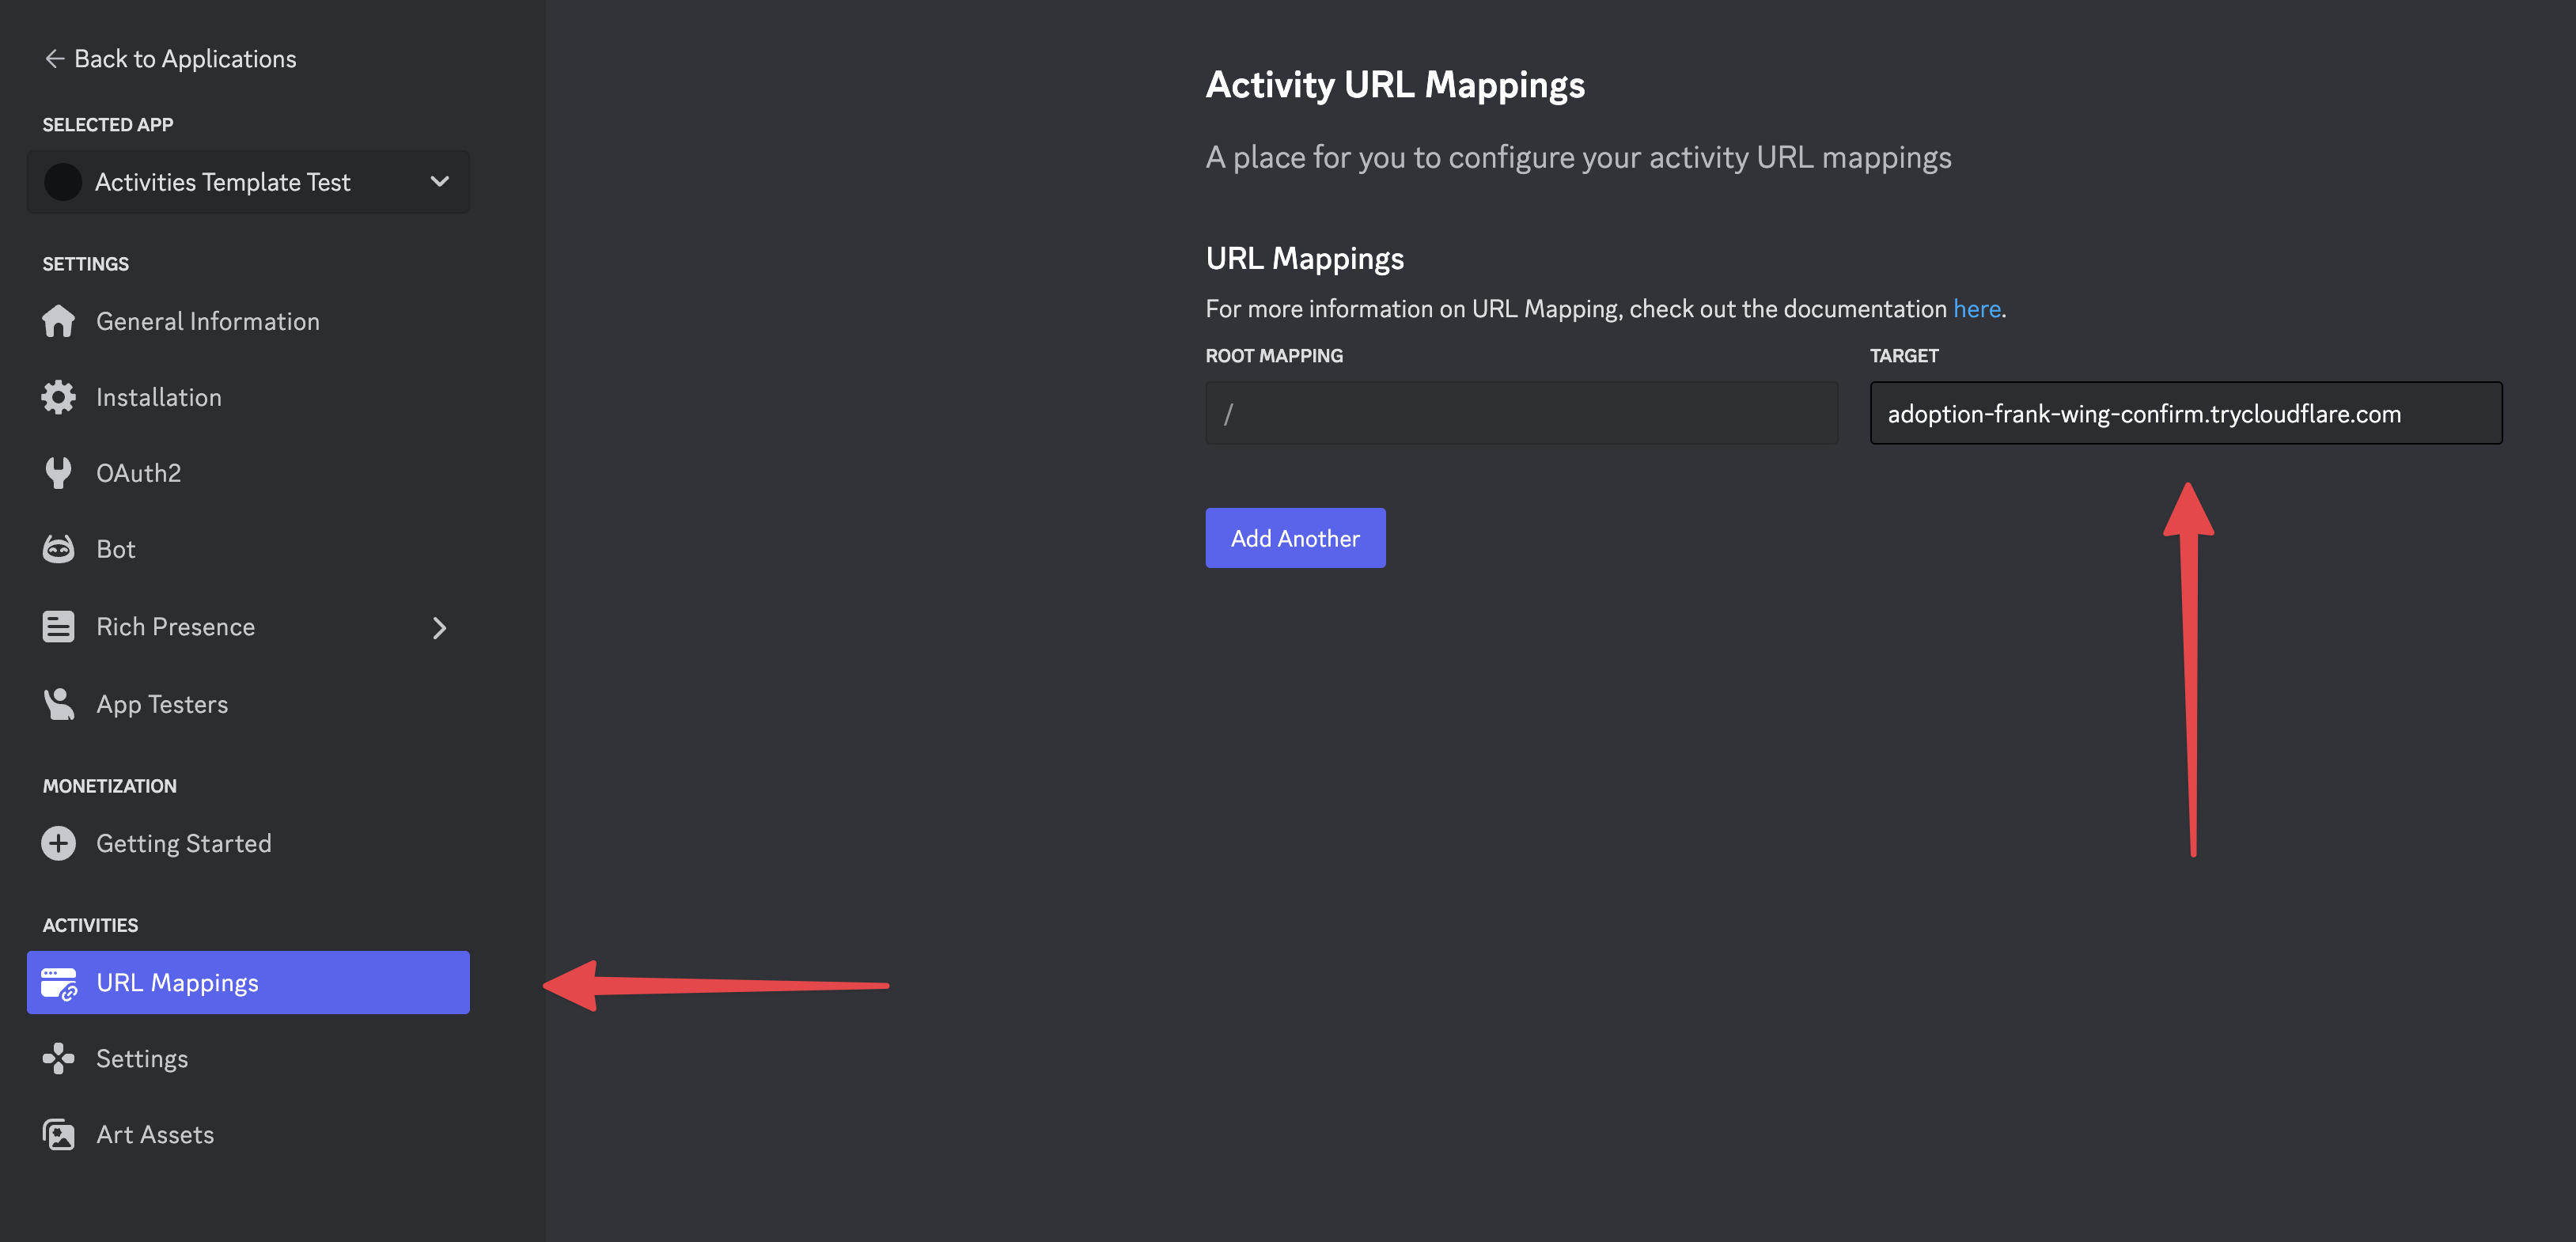 Back to Applications
SELECTED APP
Activities Template Test
SETTINGS
General Information
Installation
OAuth2
Bot
Rich Presence
App Testers
MONETIZATION
Getting Started
ACTIVITIES
URL Mappings
Settings
Art Assets
Activity URL Mappings
A place for you to configure your activity URL mappings
URL Mappings
For more information on URL Mapping, check out the documentation here.
ROOT MAPPING
/
TARGET
adoption-frank-wing-confirm.trycloudflare.com
Add Another